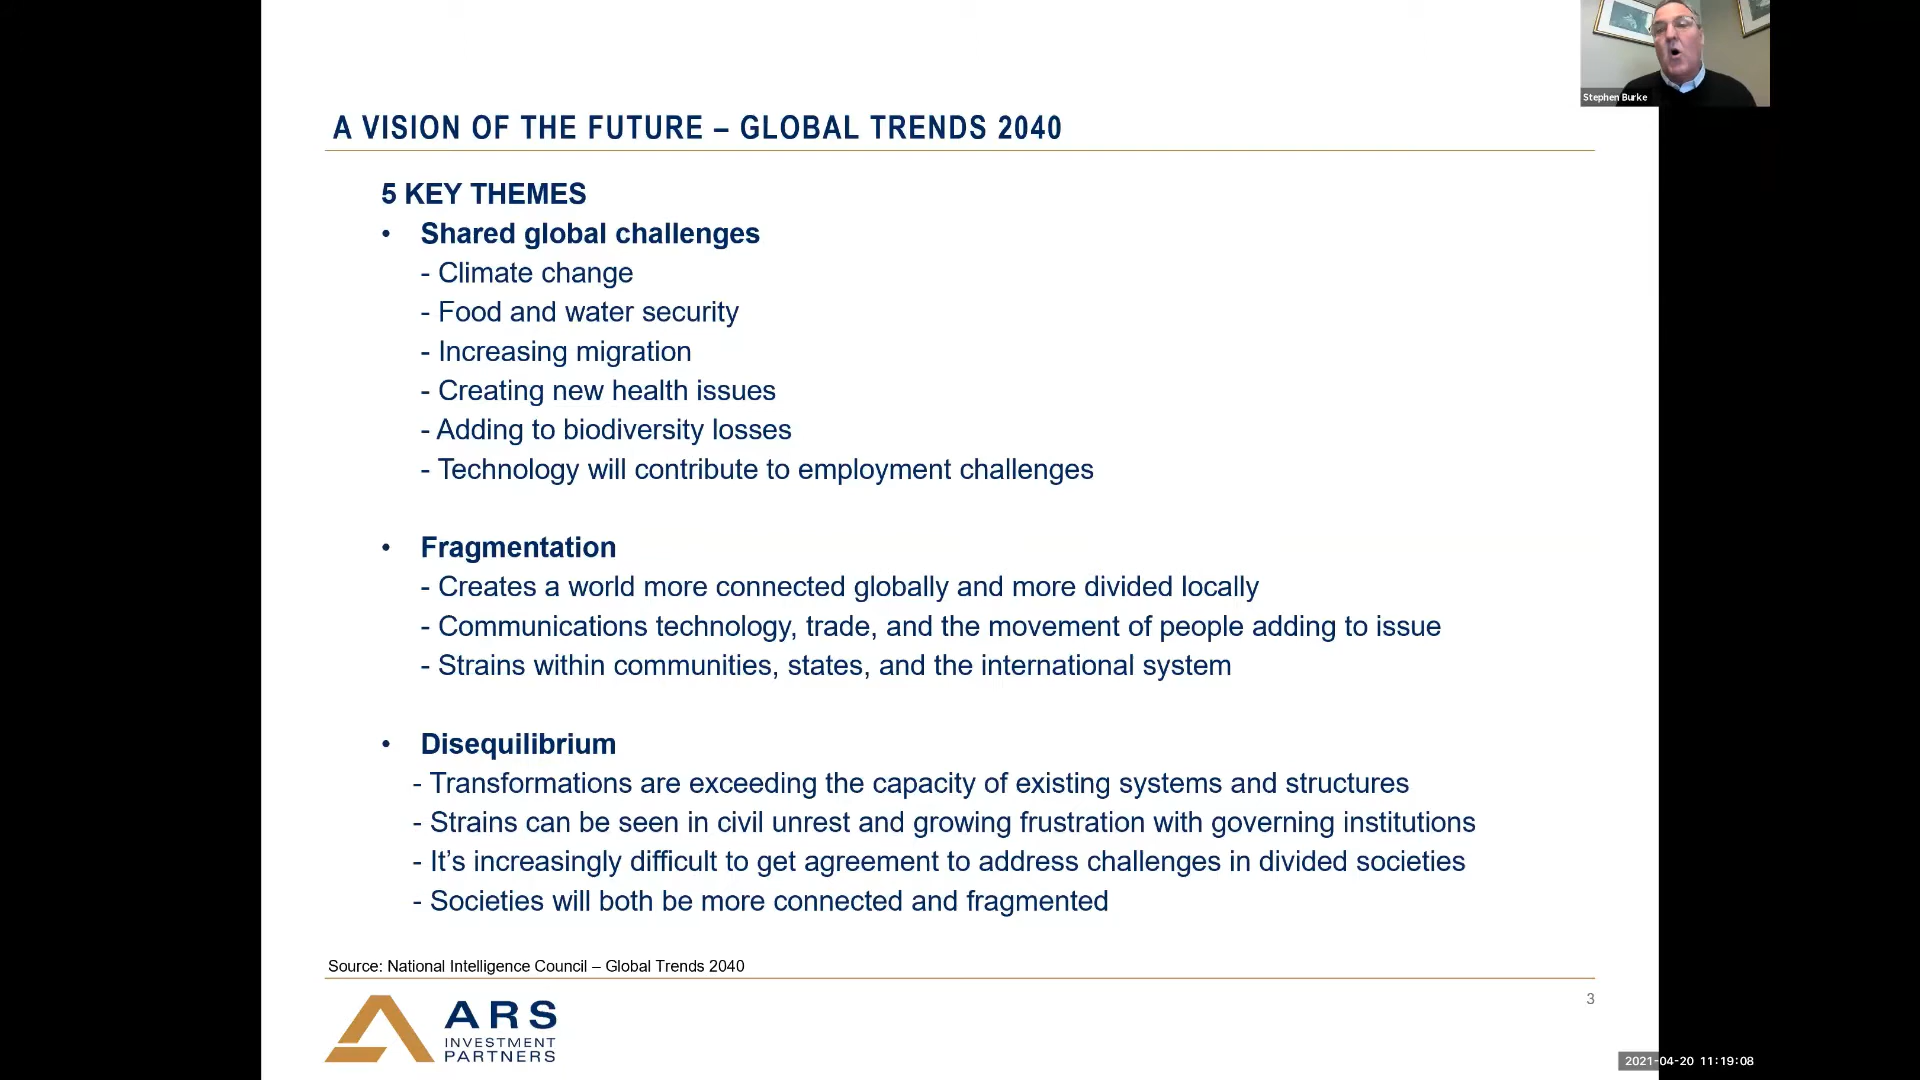 Stephen Burke
A VISION OF THE FUTURE – GLOBAL TRENDS 2040
5 KEY THEMES
• Shared global challenges
- Climate change
- Food and water security
- Increasing migration
- Creating new health issues
- Adding to biodiversity losses
- Technology will contribute to employment challenges
• Fragmentation
- Creates a world more connected globally and more divided locally
- Communications technology, trade, and the movement of people adding to issue
- Strains within communities, states, and the international system
• Disequilibrium
- Transformations are exceeding the capacity of existing systems and structures
- Strains can be seen in civil unrest and growing frustration with governing institutions
- It’s increasingly difficult to get agreement to address challenges in divided societies
- Societies will both be more connected and fragmented
Source: National Intelligence Council – Global Trends 2040
3
ARS
INVESTMENT
PARTNERS
2021-04-20 11:19:08